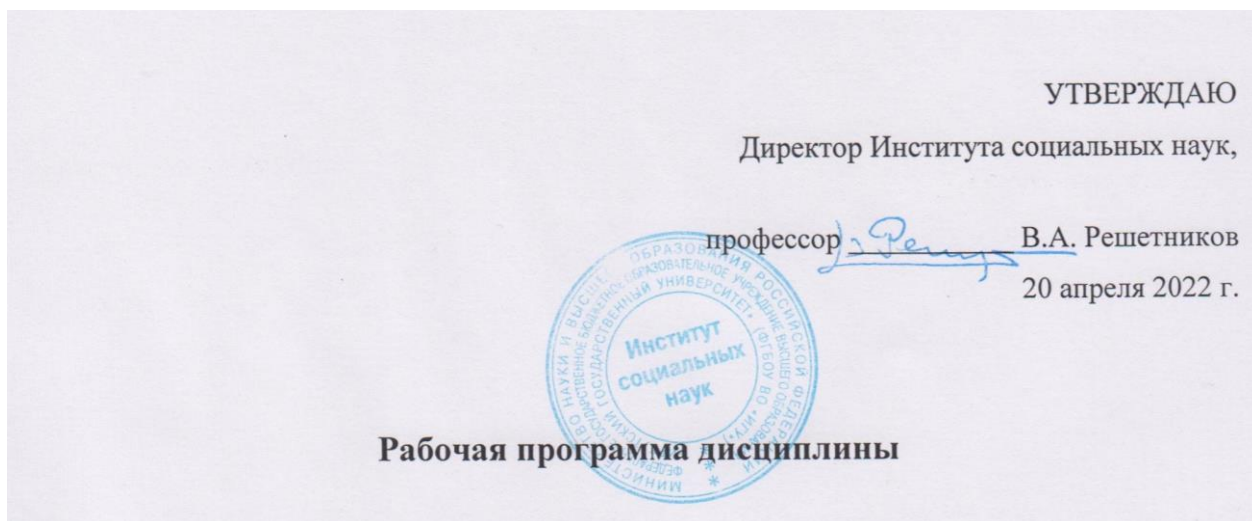 УТВЕРЖДАЮ
Директор Института социальных наук,
профессор В.А. Решетников
20 апреля 2022 г.
Институт
социальных
наук
Рабочая программа дисциплины